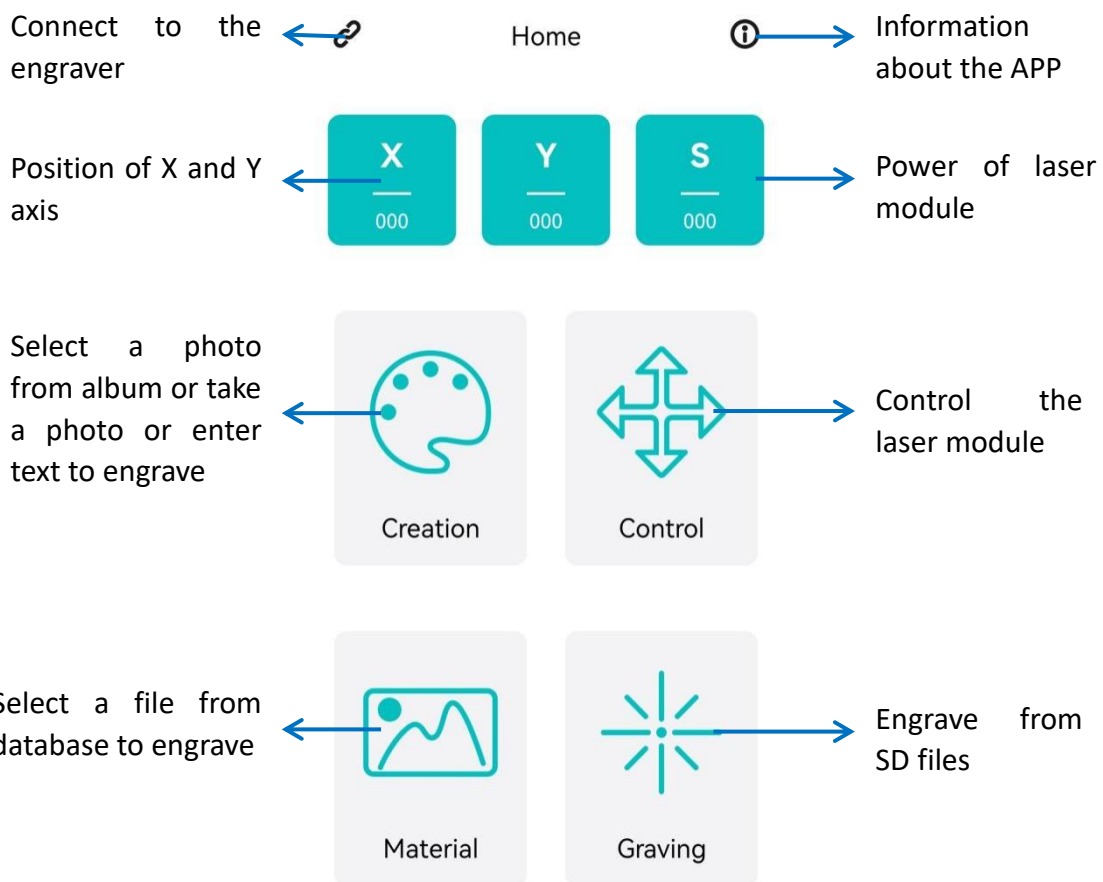 Connect to the
engraver
Home
Information
about the APP
Position of X and Y
axis
X
000
Y
000
S
000
Power of laser
module
Select a photo
from album or take
a photo or enter
text to engrave
Creation
Control
Control the
laser module
Select a file from
database to engrave
Material
Graving
Engrave from
SD files